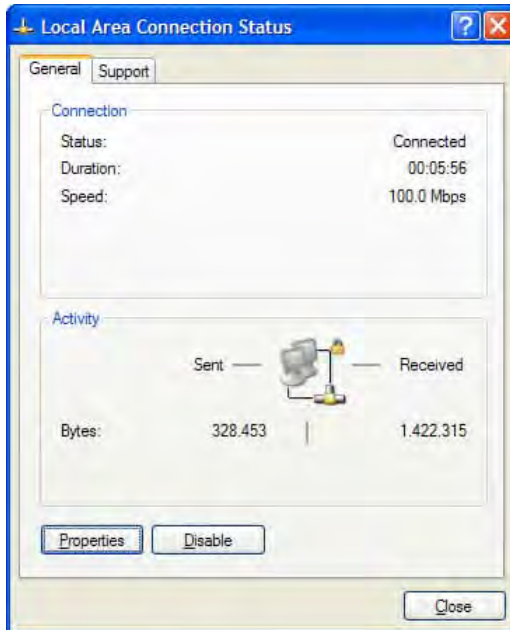 Local Area Connection Status
General Support
Connection
Status: Connected
Duration: 00:05:56
Speed: 100.0 Mbps
Activity
Sent Received
Bytes: 328.453 1.422.315
Properties Disable
Close